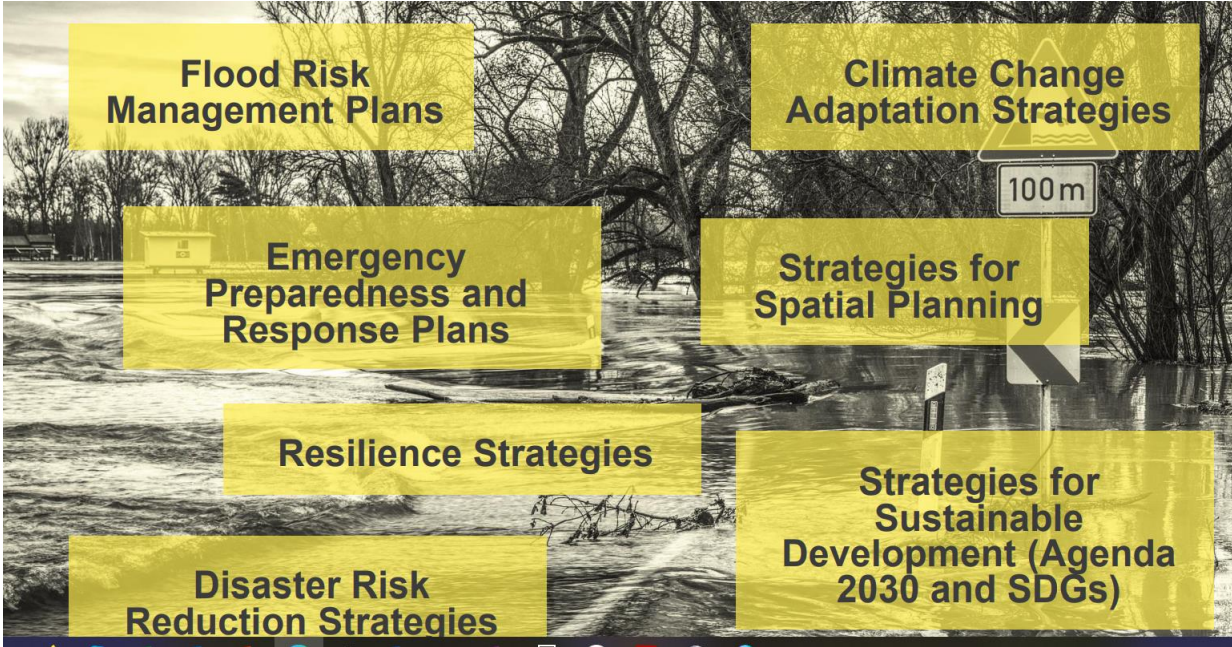 Flood Risk
Management Plans
Climate Change
Adaptation Strategies
100 m
Emergency
Preparedness and
Response Plans
Strategies for
Spatial Planning
Resilience Strategies
Strategies for
Sustainable
Development (Agenda
2030 and SDGs)
Disaster Risk
Reduction Strategies